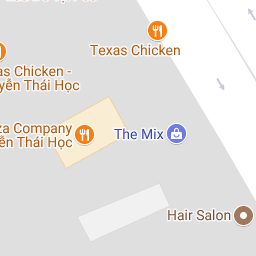 Texas Chicken
as Chicken -
yễn Thái Học
za Company
ễn Thái Học
The Mix
Hair Salon